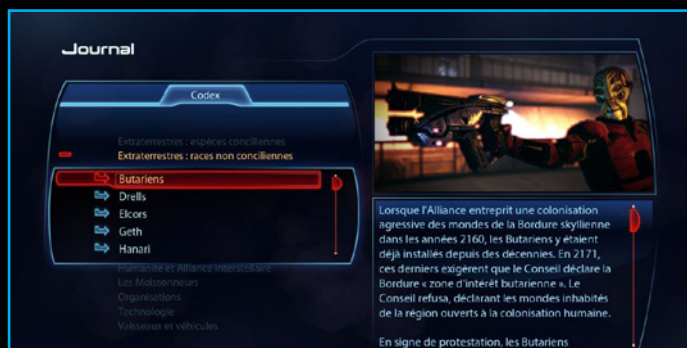 Journal
Codex
Extraterrestres : espèces conciliennes
Extraterrestres : races non conciliennes
Butariens
Drells
Elcors
Geth
Hanari
Humanité et Alliance Interstellaire
Les Moissonneurs
Organisations
Technologie
Vaisseaux et véhicules
Lorsque l'Alliance entreprit une colonisation
agressive des mondes de la Bordure skyllienne
dans les années 2160, les Butariens y étaient
déjà installés depuis des décennies. En 2171,
ces derniers exigèrent que le Conseil déclare la
Bordure « zone d'intérêt butarienne ». Le
Conseil refusa, déclarant les mondes inhabités
de la région ouverts à la colonisation humaine.
En signe de protestation, les Butariens